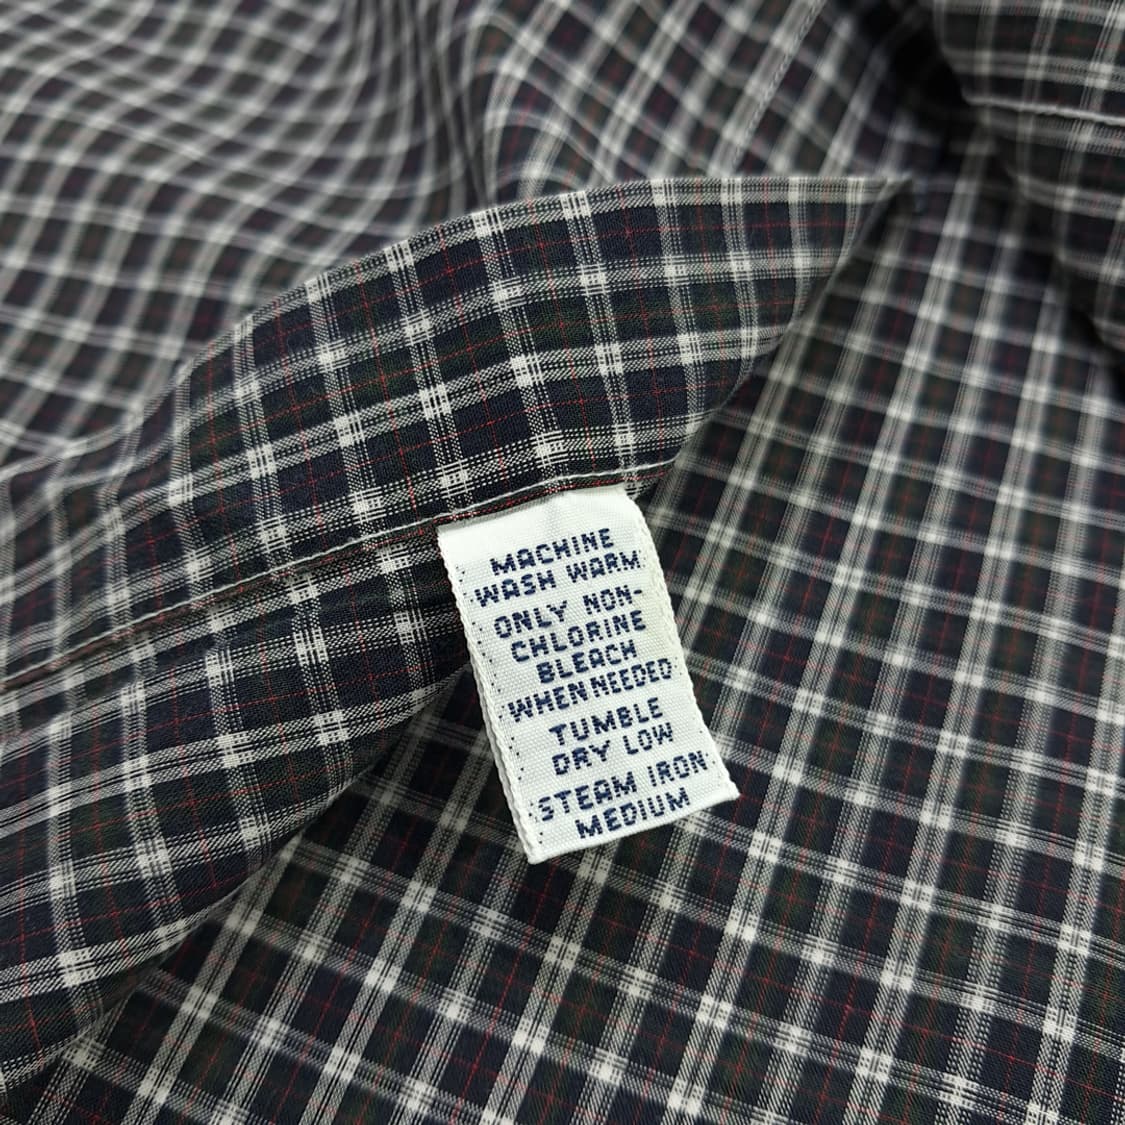 MACHINE
WASH WARM
ONLY NON-
CHLORINE
BLEACH
WHEN NEEDED
TUMBLE
DRY LOW
STEAM IRON
MEDIUM